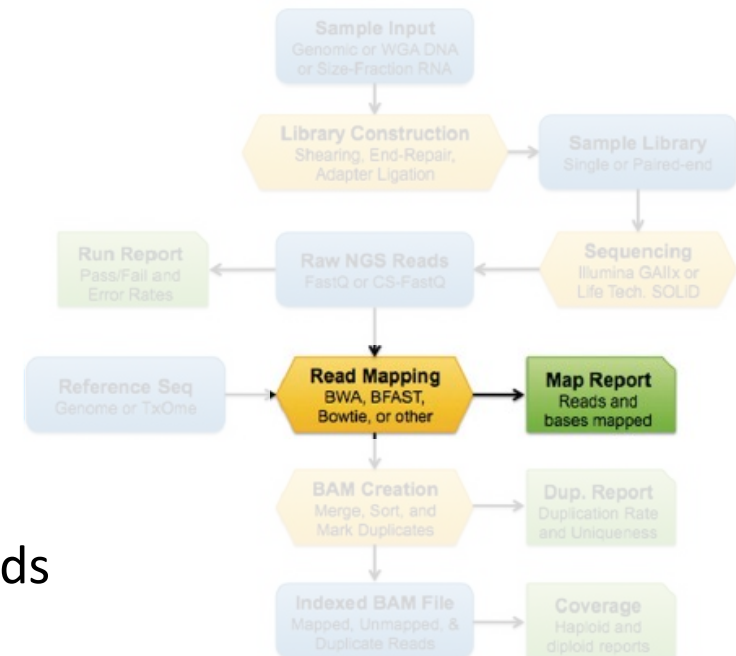 Sample Input
Genomic or WGA DNA
or Size-Fraction RNA
Library Construction
Shearing, End-Repair,
Adapter Ligation
Sample Library
Single or Paired-end
Run Report
Pass/Fail and
Error Rates
Raw NGS Reads
FastQ or CS-FastQ
Sequencing
Illumina GAIIx or
Life Tech. SOLiD
Reference Seq
Genome or TxOme
Read Mapping
BWA, BFAST,
Bowtie, or other
Map Report
Reads and
bases mapped
BAM Creation
Merge, Sort, and
Mark Duplicates
Dup. Report
Duplication Rate
and Uniqueness
ds
Indexed BAM File
Mapped, Unmapped, &
Duplicate Reads
Coverage
Haploid and
diploid reports